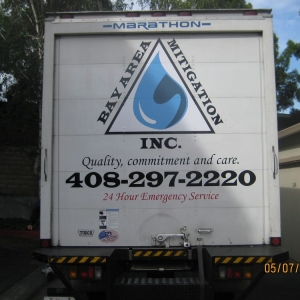 MARATHON
BAY AREA
MITIGATION
INC.
Quality, commitment and care.
408-297-2220
24 Hour Emergency Service
05/07/